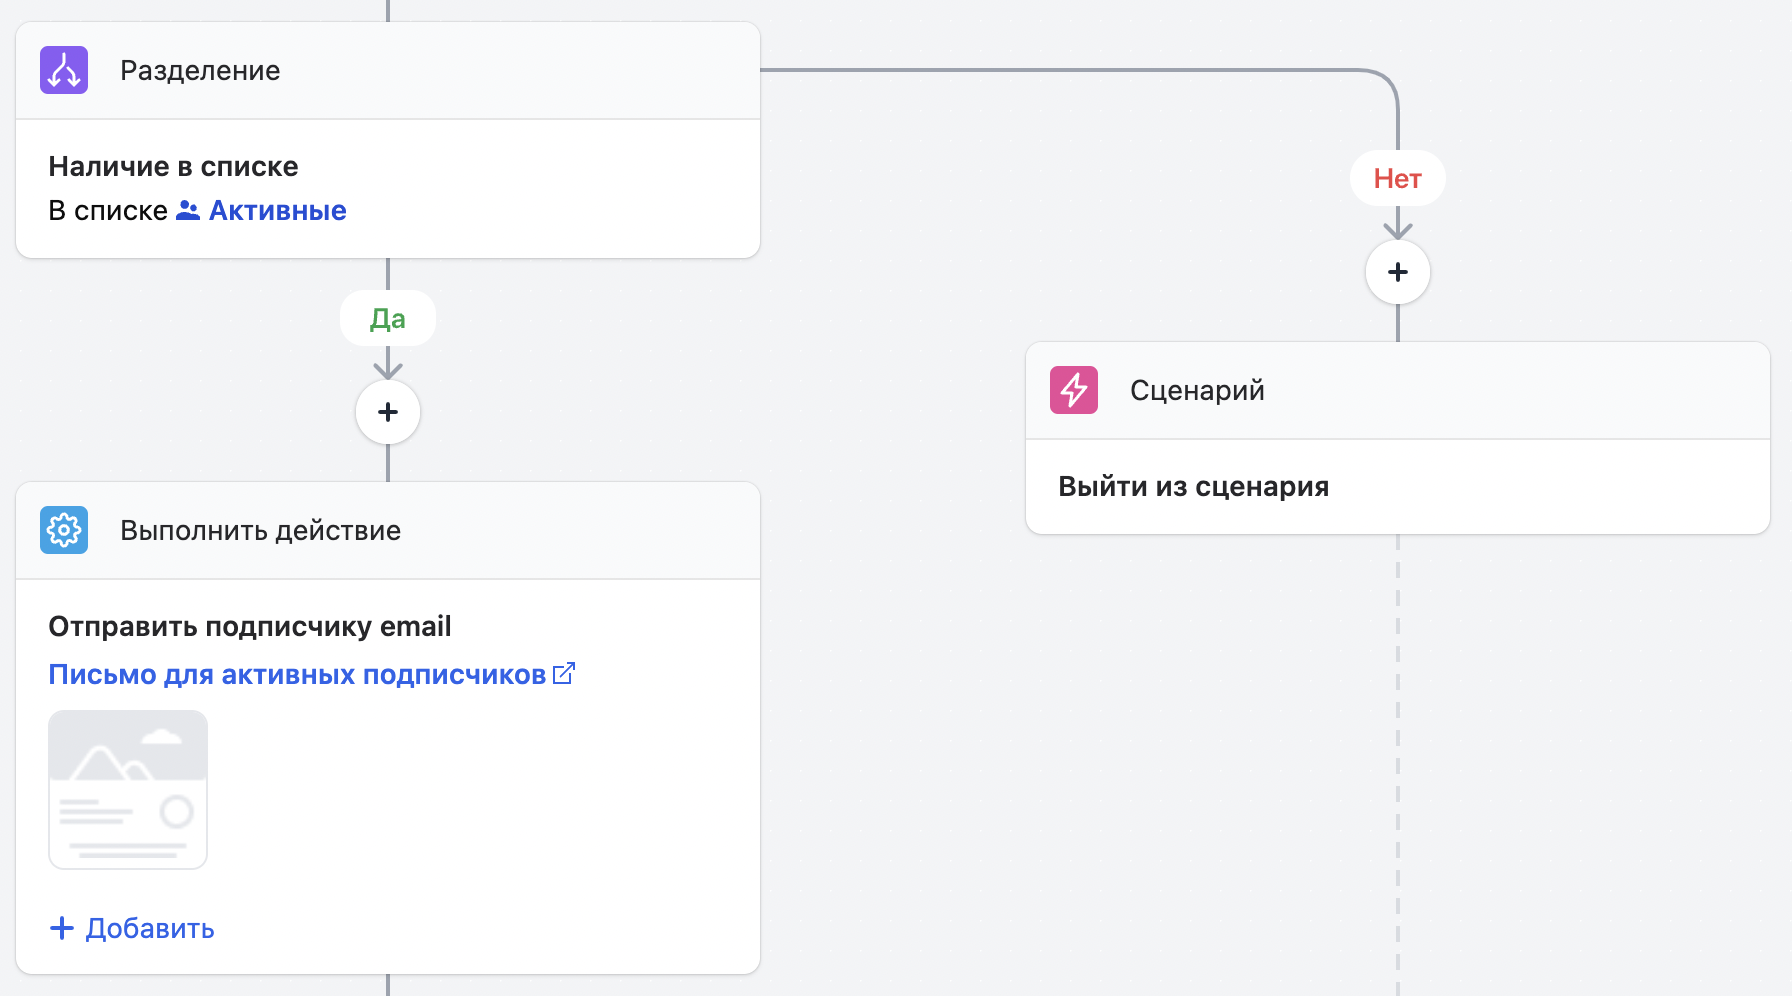 Разделение
Наличие в списке
В списке Активные
Да
Нет
Сценарий
Выйти из сценария
Выполнить действие
Отправить подписчику email
Письмо для активных подписчиков
+ Добавить